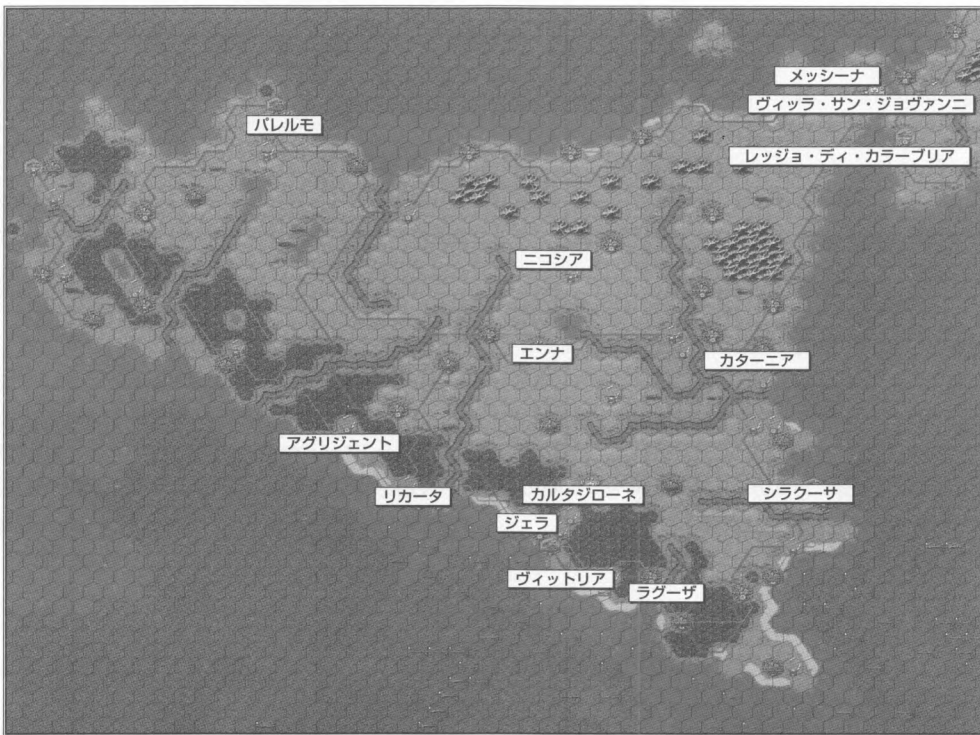 メッシーナ
ヴィッラ・サン・ジョヴァンニ
パレルモ
レッジョ・ディ・カラーブリア
ニコシア
エンナ
カターニア
アグリジェント
リカータ
カルタジローネ
シラクーサ
ジェラ
ヴィットリア
ラグーザ